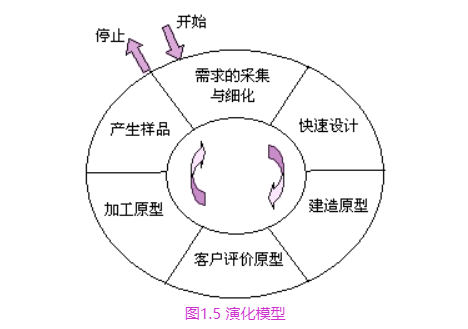 开始
停止
需求的采集
与细化
快速设计
建造原型
客户评价原型
加工原型
产生样品
图1.5 演化模型